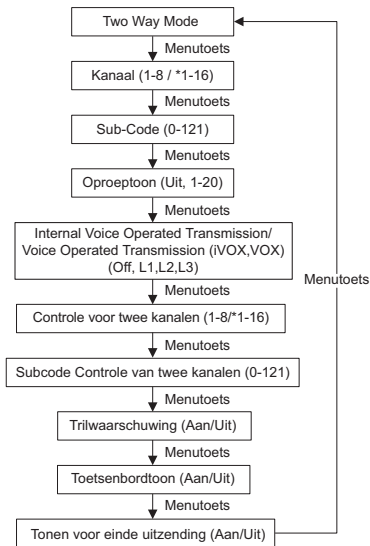 Two Way Mode
Menutoets
Kanaal (1-8 / *1-16)
Menutoets
Sub-Code (0-121)
Menutoets
Oproeptoon (Uit, 1-20)
Menutoets
Internal Voice Operated Transmission/
Voice Operated Transmission (iVOX,VOX)
(Off, L1,L2,L3)
Menutoets
Menutoets
Controle voor twee kanalen (1-8/*1-16)
Menutoets
Subcode Controle van twee kanalen (0-121)
Menutoets
Trilwaarschuwing (Aan/Uit)
Menutoets
Toetsenbordtoon (Aan/Uit)
Menutoets
Tonen voor einde uitzending (Aan/Uit)